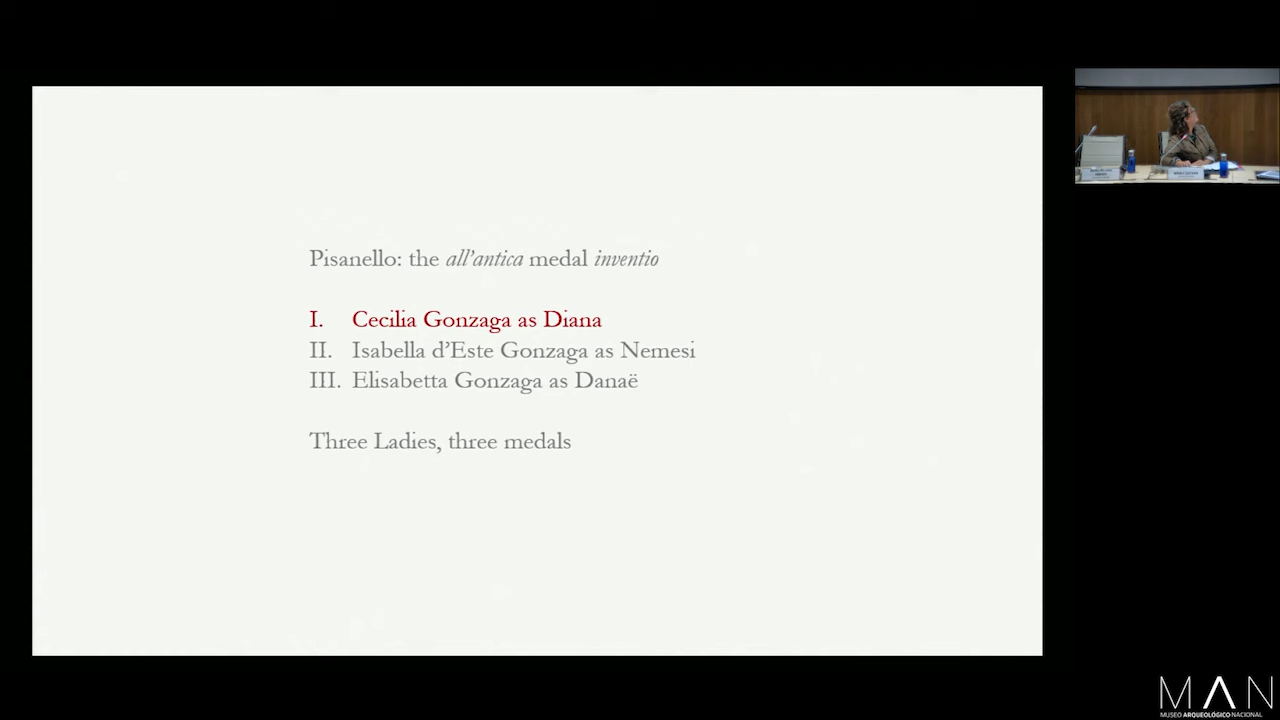 Pisanello: the all’antica medal inventio
I. Cecilia Gonzaga as Diana
II. Isabella d’Este Gonzaga as Nemesi
III. Elisabetta Gonzaga as Danaë
Three Ladies, three medals
MAN
MUSEO ARQUEOLÓGICO NACIONAL